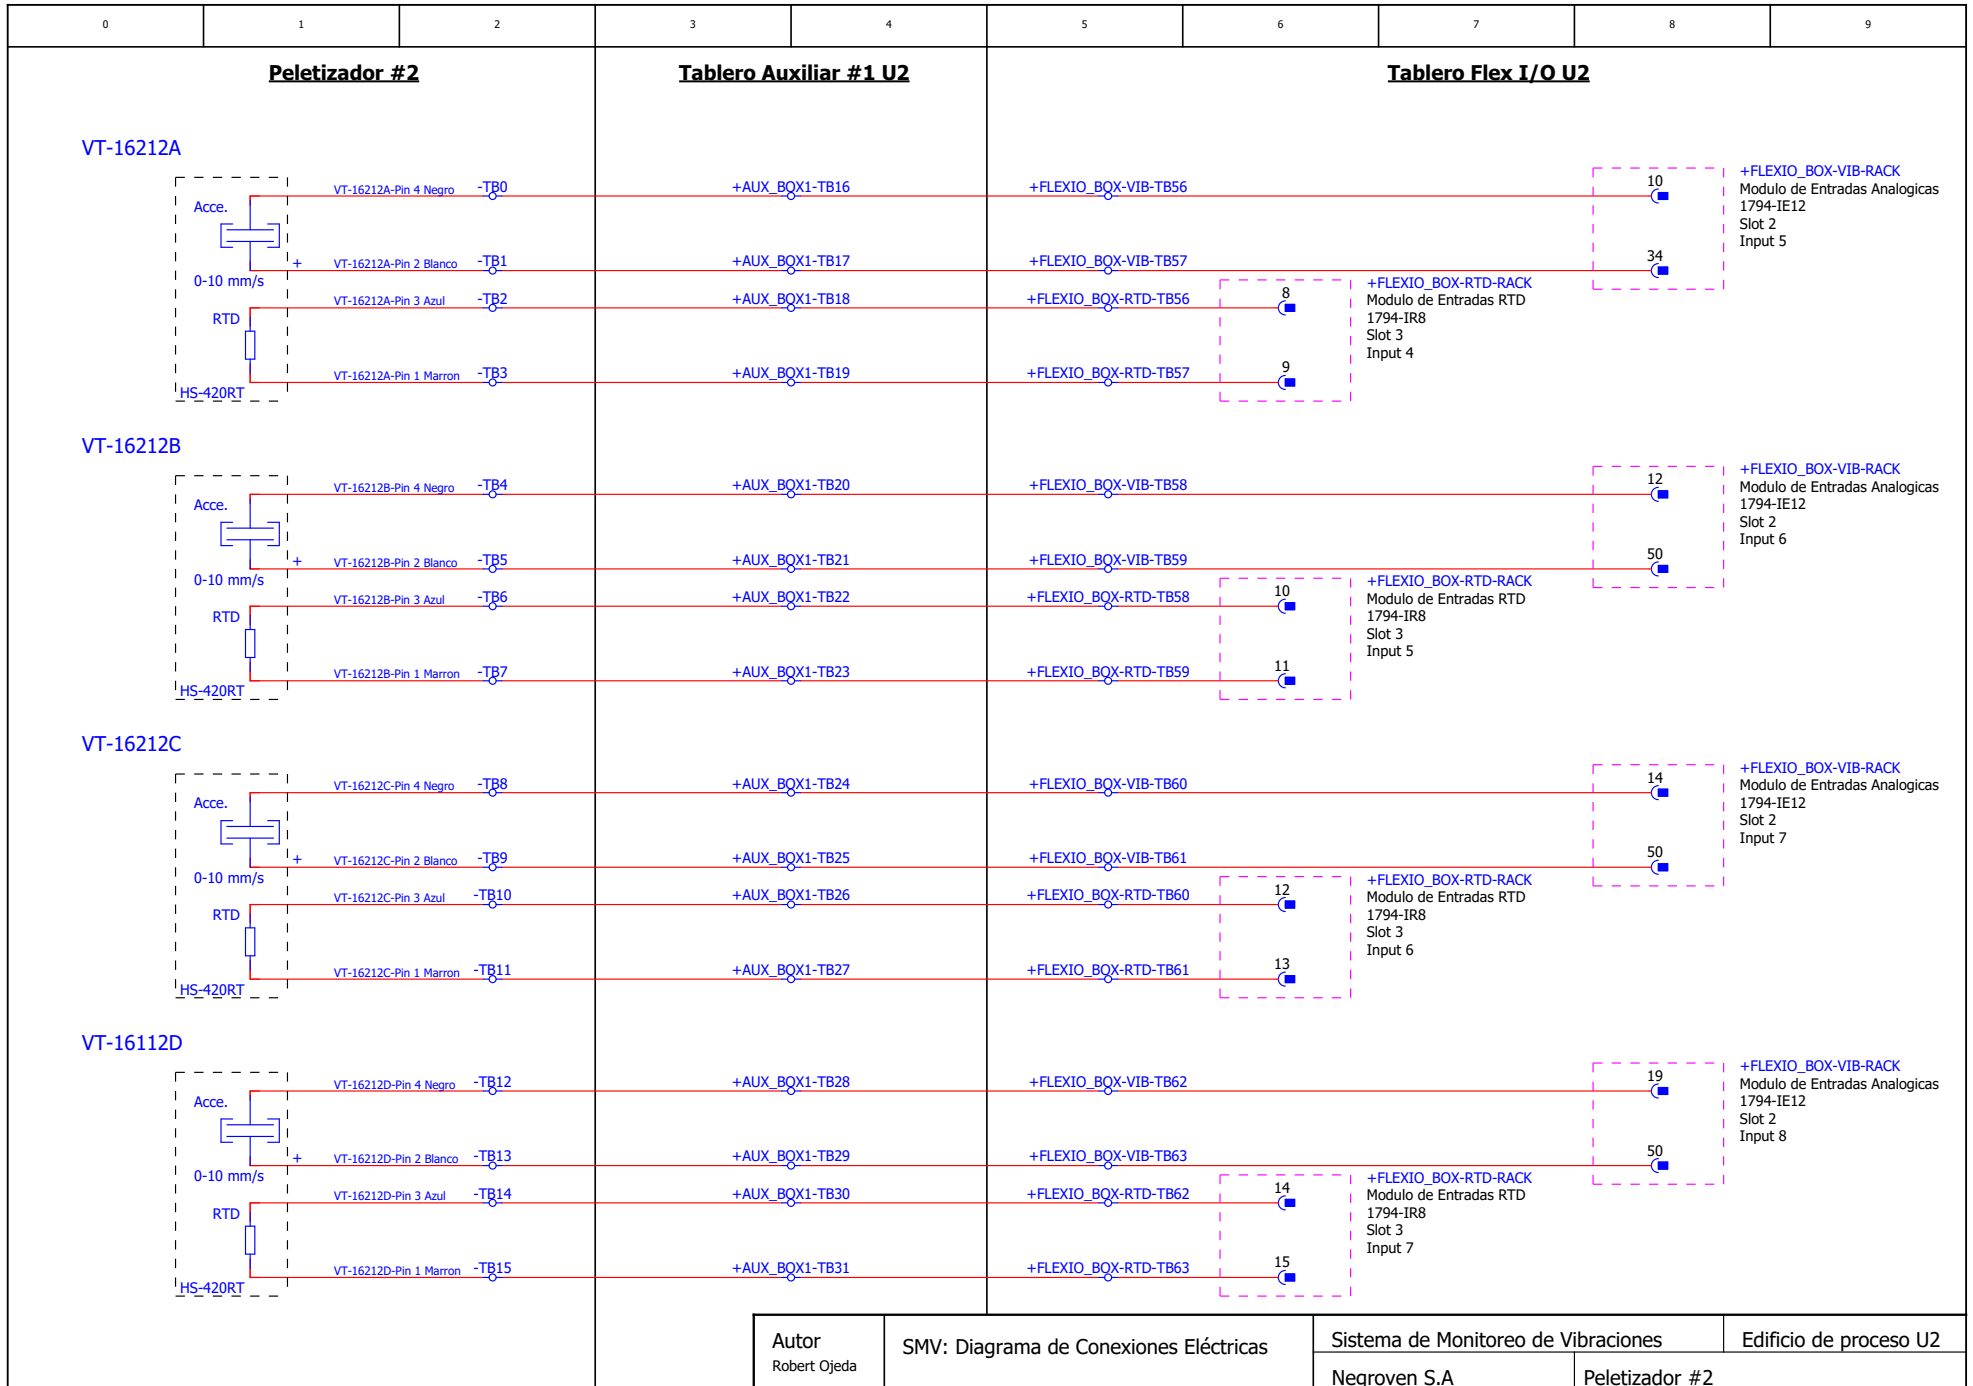 0 1 2 3 4 5 6 7 8 9
Peletizador #2
Tablero Auxiliar #1 U2
Tablero Flex I/O U2
VT-16212A
Acce.
+
0-10 mm/s
RTD
HS-420RT
VT-16212A-Pin 4 Negro -TB0 +AUX_BOX1-TB16 +FLEXIO_BOX-VIB-TB56 10
VT-16212A-Pin 2 Blanco -TB1 +AUX_BOX1-TB17 +FLEXIO_BOX-VIB-TB57 34
VT-16212A-Pin 3 Azul -TB2 +AUX_BOX1-TB18 +FLEXIO_BOX-RTD-TB56 8
VT-16212A-Pin 1 Marron -TB3 +AUX_BOX1-TB19 +FLEXIO_BOX-RTD-TB57 9
+FLEXIO_BOX-RTD-RACK
Modulo de Entradas RTD
1794-IR8
Slot 3
Input 4
+FLEXIO_BOX-VIB-RACK
Modulo de Entradas Analogicas
1794-IE12
Slot 2
Input 5
VT-16212B
Acce.
+
0-10 mm/s
RTD
HS-420RT
VT-16212B-Pin 4 Negro -TB4 +AUX_BOX1-TB20 +FLEXIO_BOX-VIB-TB58 12
VT-16212B-Pin 2 Blanco -TB5 +AUX_BOX1-TB21 +FLEXIO_BOX-VIB-TB59 50
VT-16212B-Pin 3 Azul -TB6 +AUX_BOX1-TB22 +FLEXIO_BOX-RTD-TB58 10
VT-16212B-Pin 1 Marron -TB7 +AUX_BOX1-TB23 +FLEXIO_BOX-RTD-TB59 11
+FLEXIO_BOX-RTD-RACK
Modulo de Entradas RTD
1794-IR8
Slot 3
Input 5
+FLEXIO_BOX-VIB-RACK
Modulo de Entradas Analogicas
1794-IE12
Slot 2
Input 6
VT-16212C
Acce.
+
0-10 mm/s
RTD
HS-420RT
VT-16212C-Pin 4 Negro -TB8 +AUX_BOX1-TB24 +FLEXIO_BOX-VIB-TB60 14
VT-16212C-Pin 2 Blanco -TB9 +AUX_BOX1-TB25 +FLEXIO_BOX-VIB-TB61 50
VT-16212C-Pin 3 Azul -TB10 +AUX_BOX1-TB26 +FLEXIO_BOX-RTD-TB60 12
VT-16212C-Pin 1 Marron -TB11 +AUX_BOX1-TB27 +FLEXIO_BOX-RTD-TB61 13
+FLEXIO_BOX-RTD-RACK
Modulo de Entradas RTD
1794-IR8
Slot 3
Input 6
+FLEXIO_BOX-VIB-RACK
Modulo de Entradas Analogicas
1794-IE12
Slot 2
Input 7
VT-16112D
Acce.
+
0-10 mm/s
RTD
HS-420RT
VT-16212D-Pin 4 Negro -TB12 +AUX_BOX1-TB28 +FLEXIO_BOX-VIB-TB62 19
VT-16212D-Pin 2 Blanco -TB13 +AUX_BOX1-TB29 +FLEXIO_BOX-VIB-TB63 50
VT-16212D-Pin 3 Azul -TB14 +AUX_BOX1-TB30 +FLEXIO_BOX-RTD-TB62 14
VT-16212D-Pin 1 Marron -TB15 +AUX_BOX1-TB31 +FLEXIO_BOX-RTD-TB63 15
+FLEXIO_BOX-RTD-RACK
Modulo de Entradas RTD
1794-IR8
Slot 3
Input 7
+FLEXIO_BOX-VIB-RACK
Modulo de Entradas Analogicas
1794-IE12
Slot 2
Input 8
Autor
Robert Ojeda
SMV: Diagrama de Conexiones Eléctricas
Sistema de Monitoreo de Vibraciones
Edificio de proceso U2
Negroven S.A
Peletizador #2